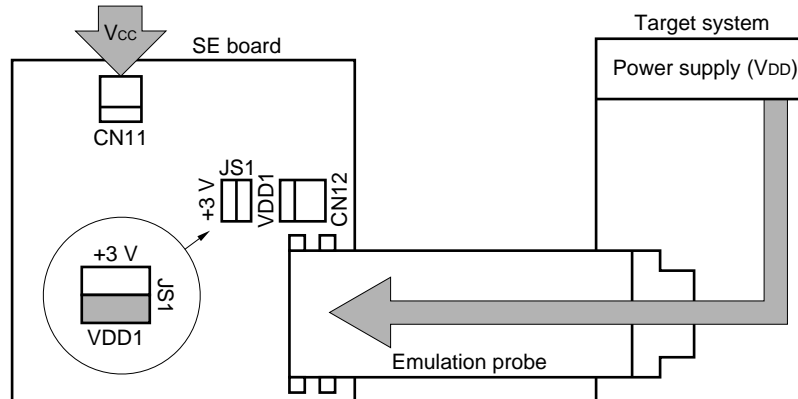 Target system
Power supply (VDD)
VCC
SE board
CN11
JS1
+3 V
VDD1
CN12
+3 V
JS1
VDD1
Emulation probe